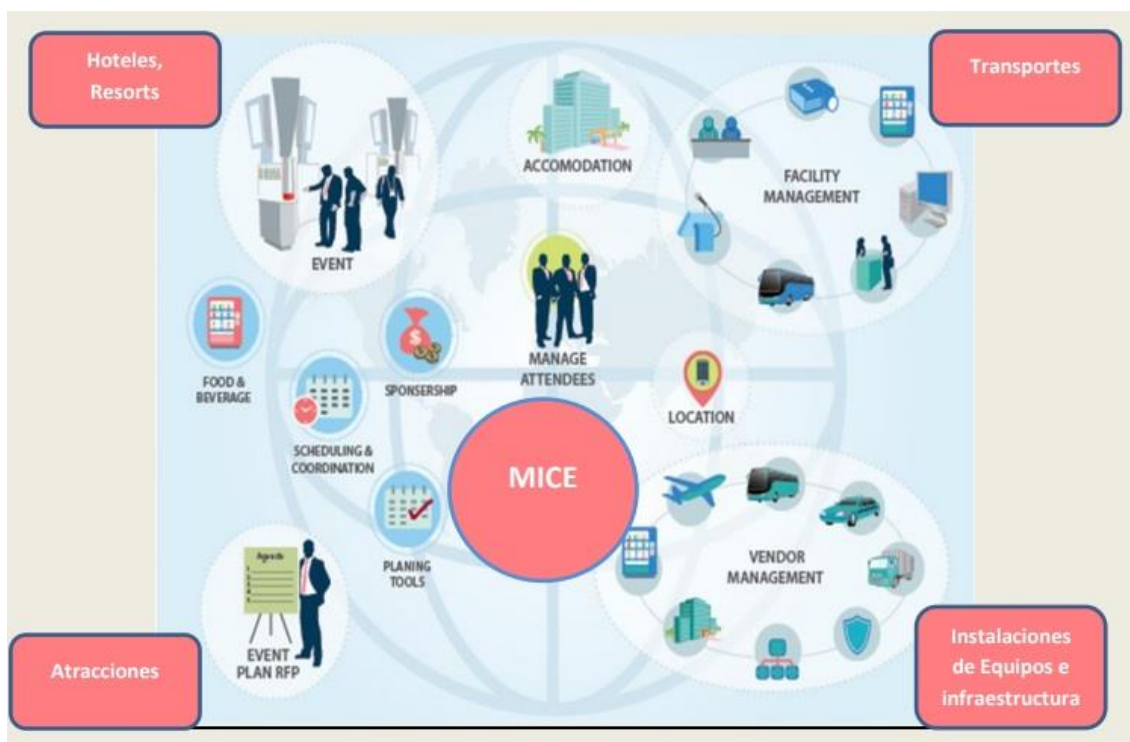 Hoteles,
Resorts
Transportes
EVENT
ACCOMODATION
FACILITY
MANAGEMENT
FOOD &
BEVERAGE
SCHEDULING &
COORDINATION
SPONSERSHIP
MANAGE
ATTENDEES
LOCATION
MICE
PLANING
TOOLS
VENDOR
MANAGEMENT
Agenda
EVENT
PLAN RFP
Atracciones
Instalaciones
de Equipos e
infraestructura